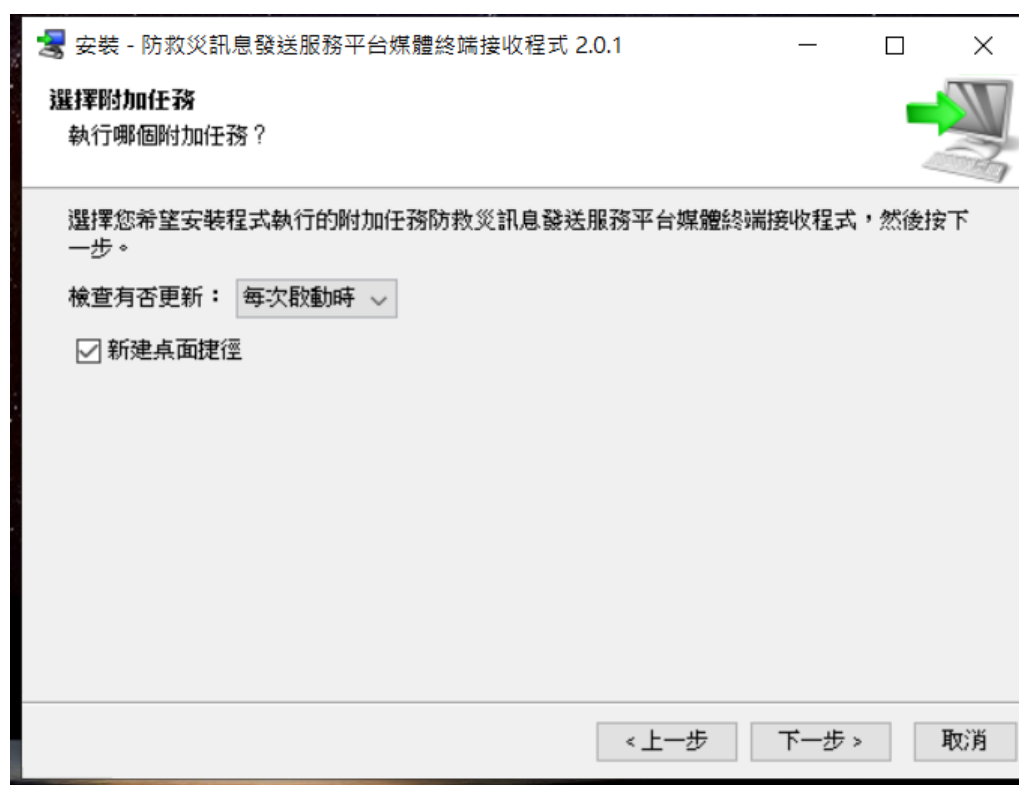 安裝 - 防救災訊息發送服務平台媒體終端接收程式 2.0.1
選擇附加任務
執行哪個附加任務？
選擇您希望安裝程式執行的附加任務防救災訊息發送服務平台媒體終端接收程式，然後按下
一步。
檢查有否更新： 每次啟動時
新建桌面捷徑
<上一步 下一步> 取消